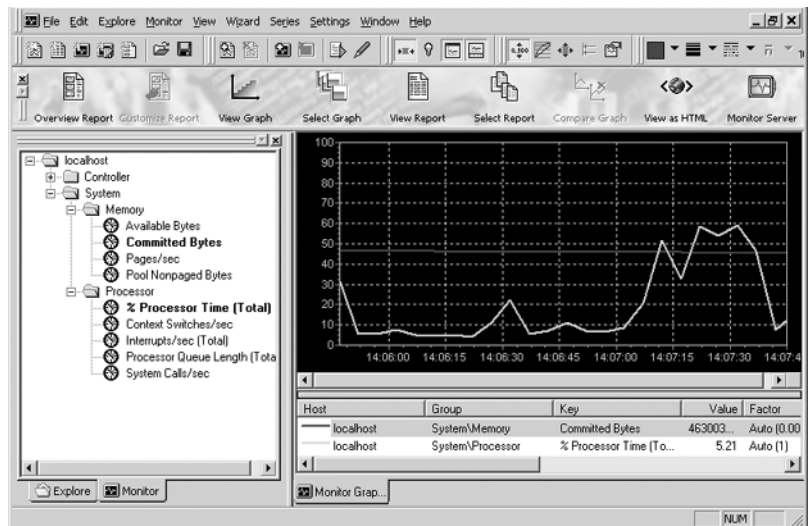 File Edit Explore Monitor View Wizard Series Settings Window Help
Overview Report Customize Report View Graph Select Graph View Report Select Report Compare Graph View as HTML Monitor Server
localhost
Controller
System
Memory
Available Bytes
Committed Bytes
Pages/sec
Pool Nonpaged Bytes
Processor
% Processor Time (Total)
Context Switches/sec
Interrupts/sec (Total)
Processor Queue Length (Tota
System Calls/sec
Explore Monitor
100
90
80
70
60
50
40
30
20
10
0
14:06:00 14:06:15 14:06:30 14:06:45 14:07:00 14:07:15 14:07:30 14:07:4
Host Group Key Value Factor
localhost System\Memory Committed Bytes 463003... Auto (0.00
localhost System\Processor % Processor Time (To... 5.21 Auto (1)
Monitor Grap...
NUM